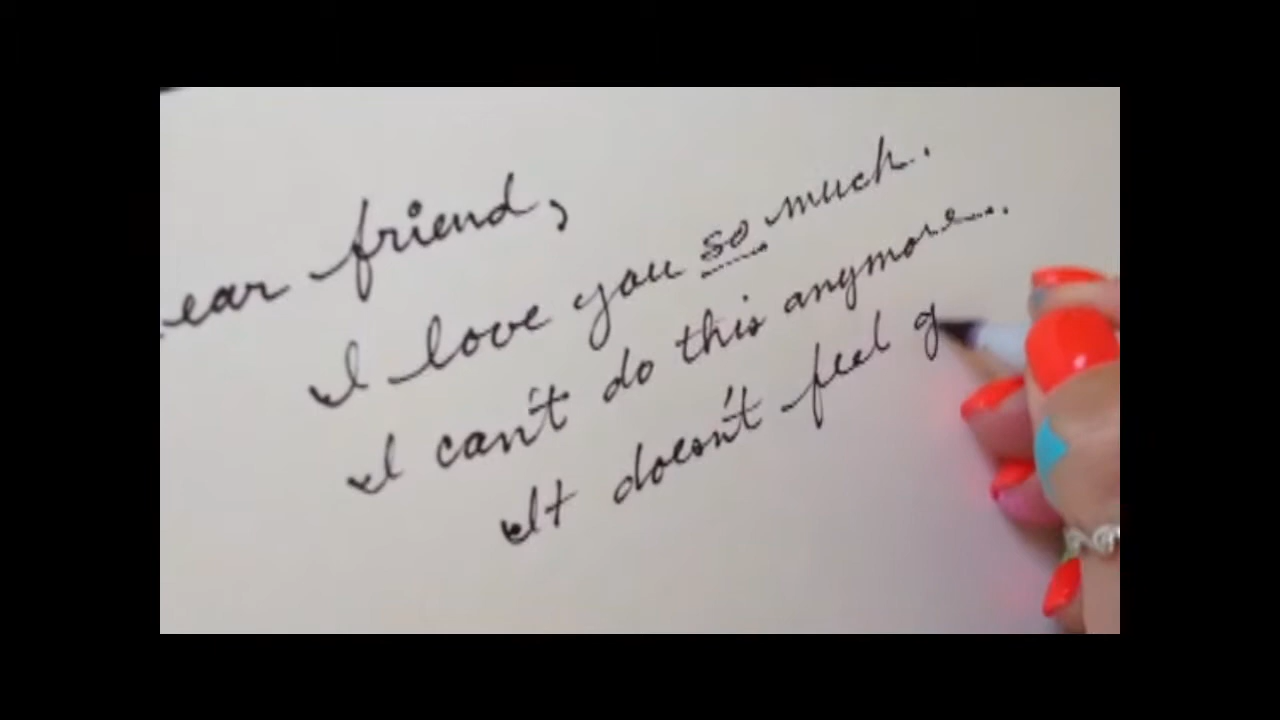 ear friend,
I love you so much.
I can't do this anymore...
It doesn't feel g